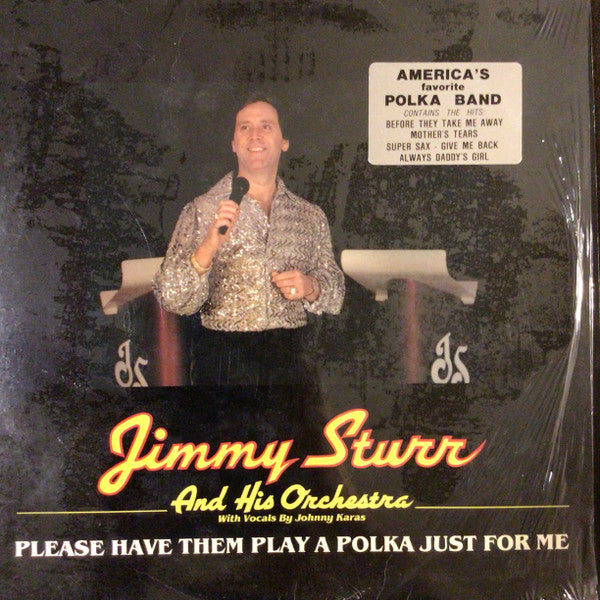 AMERICA'S
favorite
POLKA BAND
CONTAINS THE HITS:
BEFORE THEY TAKE ME AWAY
MOTHER'S TEARS
SUPER SAX - GIVE ME BACK
ALWAYS DADDY'S GIRL
JS
JS
Jimmy Sturr
And His Orchestra
With Vocals By Johnny Karas
PLEASE HAVE THEM PLAY A POLKA JUST FOR ME